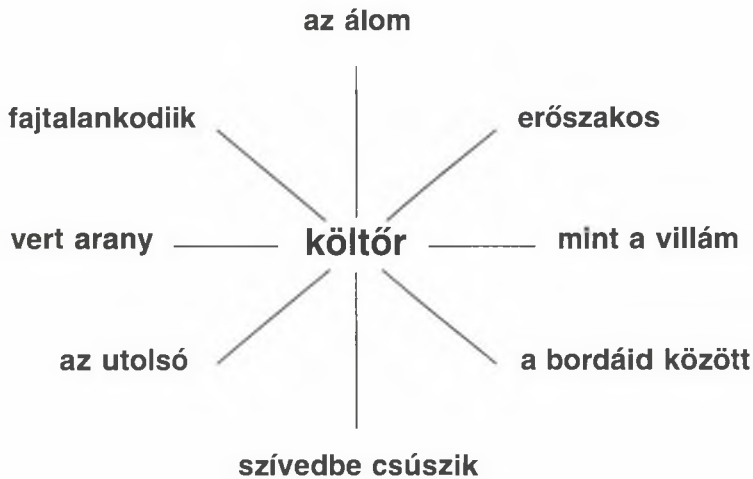 az álom
fajtalankodiik
erőszakos
vert arany
költőr
mint a villám
az utolsó
a bordáid között
szívedbe csúszik